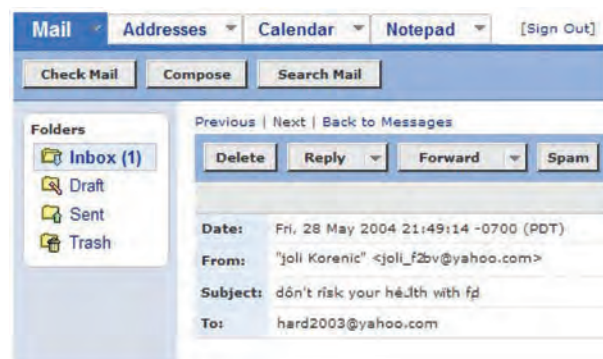 Mail Addresses Calendar Notepad [Sign Out]
Check Mail Compose Search Mail
Folders
Inbox (1)
Draft
Sent
Trash
Previous | Next | Back to Messages
Delete Reply Forward Spam
Date: Fri, 28 May 2004 21:49:14 -0700 (PDT)
From: "joli Korenic" <joli_f2bv@yahoo.com>
Subject: dôn't rísk your with
To: hard2003@yahoo.com